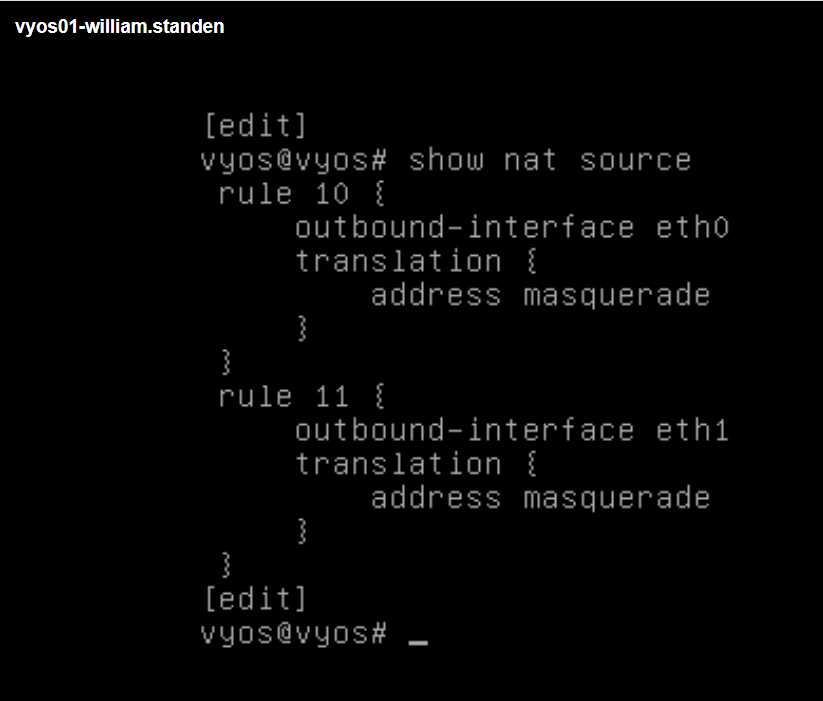 vyos01-william.standen
[edit]
vyos@vyos# show nat source
 rule 10 {
     outbound-interface eth0
     translation {
         address masquerade
     }
 }
 rule 11 {
     outbound-interface eth1
     translation {
         address masquerade
     }
 }
[edit]
vyos@vyos# _